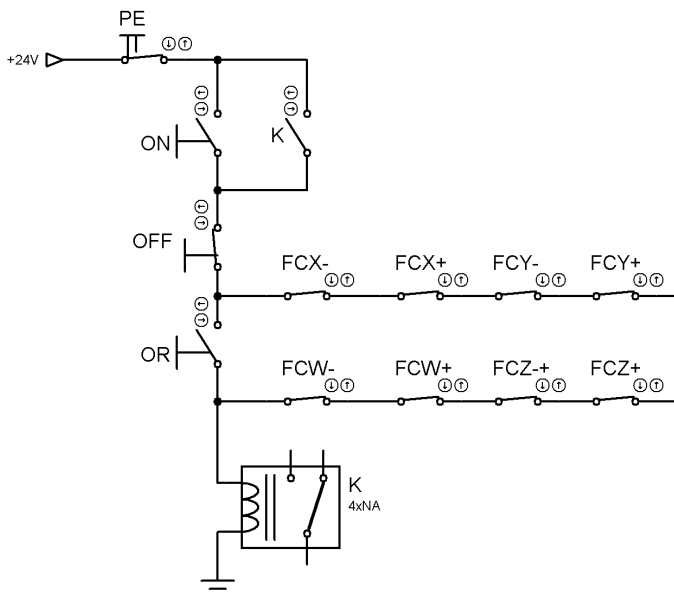 PE
+24V
ON
K
OFF
FCX- FCX+ FCY- FCY+
OR
FCW- FCW+ FCZ-+ FCZ+
K
4xNA